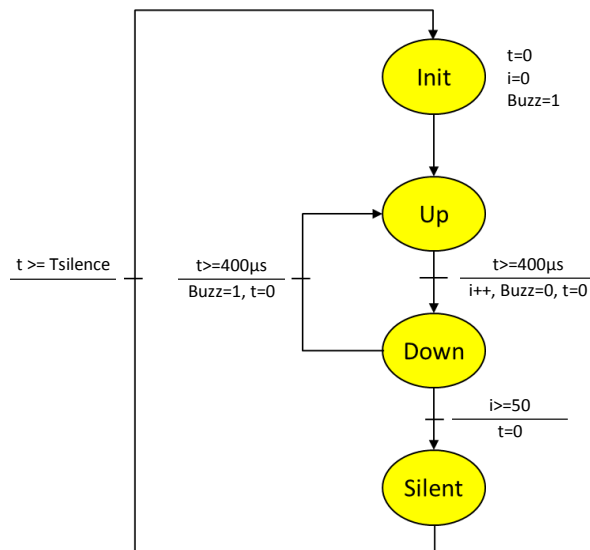 Init
t=0
i=0
Buzz=1
Up
t >= Tsilence
t>=400µs
Buzz=1, t=0
t>=400µs
i++, Buzz=0, t=0
Down
i>=50
t=0
Silent